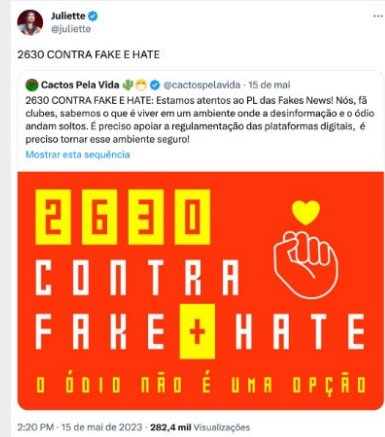 Juliette
@juliette
2630 CONTRA FAKE E HATE
Cactos Pela Vida @cactospelavida · 15 de mai
2630 CONTRA FAKE E HATE: Estamos atentos ao PL das Fakes News! Nós, fã
clubes, sabemos o que é viver em um ambiente onde a desinformação e o ódio
andam soltos. É preciso apoiar a regulamentação das plataformas digitais, é
preciso tornar esse ambiente seguro!
Mostrar esta sequência
2630
CONTRA
FAKE + HATE
O ÓDIO NÃO É UMA OPÇÃO
2:20 PM · 15 de mai de 2023 · 282,4 mil Visualizações